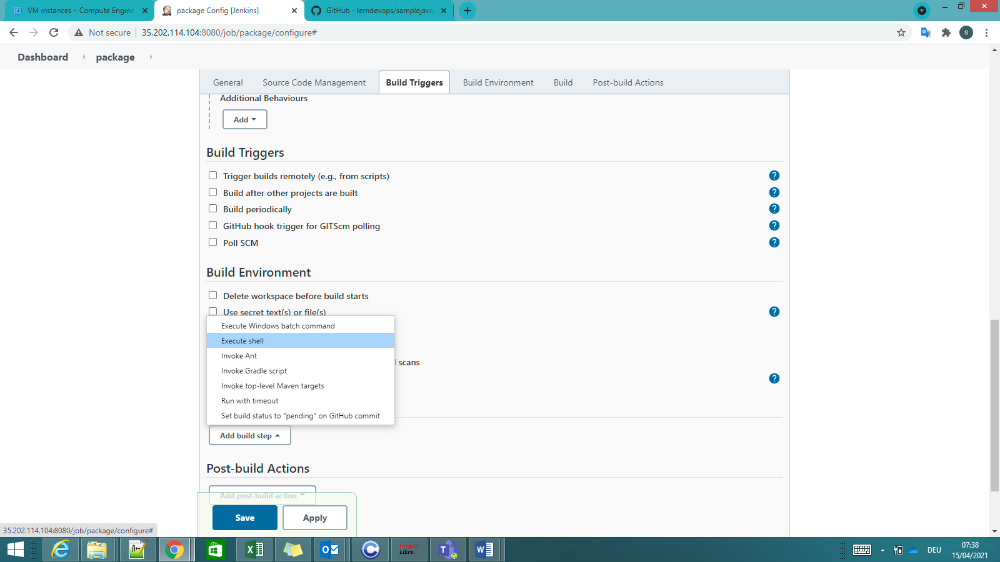 VM instances – Compute Engine
package Config [Jenkins]
GitHub - lerndevops/samplejava
Not secure
35.202.114.104:8080/job/package/configure#
S
Dashboard
package
General
Source Code Management
Build Triggers
Build Environment
Build
Post-build Actions
Additional Behaviours
Add
Build Triggers
Trigger builds remotely (e.g., from scripts)
Build after other projects are built
Build periodically
GitHub hook trigger for GITScm polling
Poll SCM
Build Environment
Delete workspace before build starts
Use secret text(s) or file(s)
Execute Windows batch command
Execute shell
Invoke Ant
scans
Invoke Gradle script
Invoke top-level Maven targets
Run with timeout
Set build status to "pending" on GitHub commit
Add build step
Post-build Actions
Add post-build action
Save
Apply
35.202.114.104:8080/job/package/configure#
Project
Libre
DEU
07:38
15/04/2021